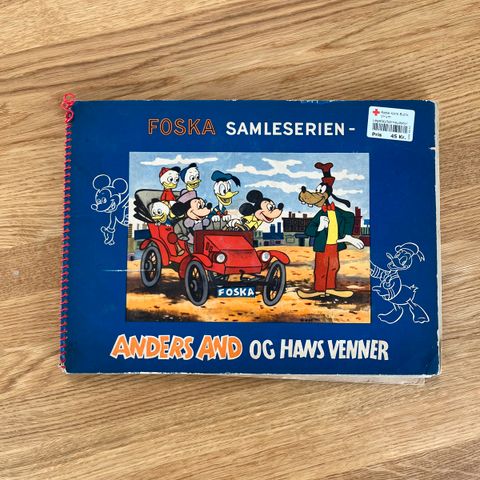 FOSKA SAMLESERIEN -
Pris 45 Kr.
FOSKA
ANDERS AND OG HANS VENNER